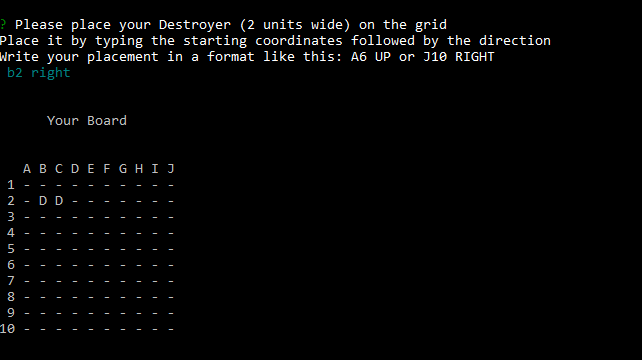 ? Please place your Destroyer (2 units wide) on the grid
Place it by typing the starting coordinates followed by the direction
Write your placement in a format like this: A6 UP or J10 RIGHT
b2 right
Your Board
A B C D E F G H I J
1 - - - - - - - - - -
2 - D D - - - - - - -
3 - - - - - - - - - -
4 - - - - - - - - - -
5 - - - - - - - - - -
6 - - - - - - - - - -
7 - - - - - - - - - -
8 - - - - - - - - - -
9 - - - - - - - - - -
10 - - - - - - - - - -